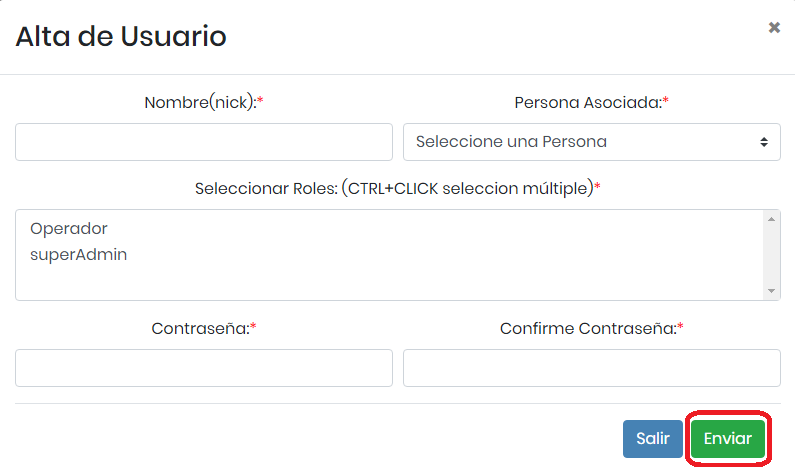 Alta de Usuario
Nombre(nick):* Persona Asociada:*
Seleccione una Persona
Seleccionar Roles: (CTRL+CLICK seleccion múltiple)*
Operador
superAdmin
Contraseña:* Confirme Contraseña:*
Salir Enviar